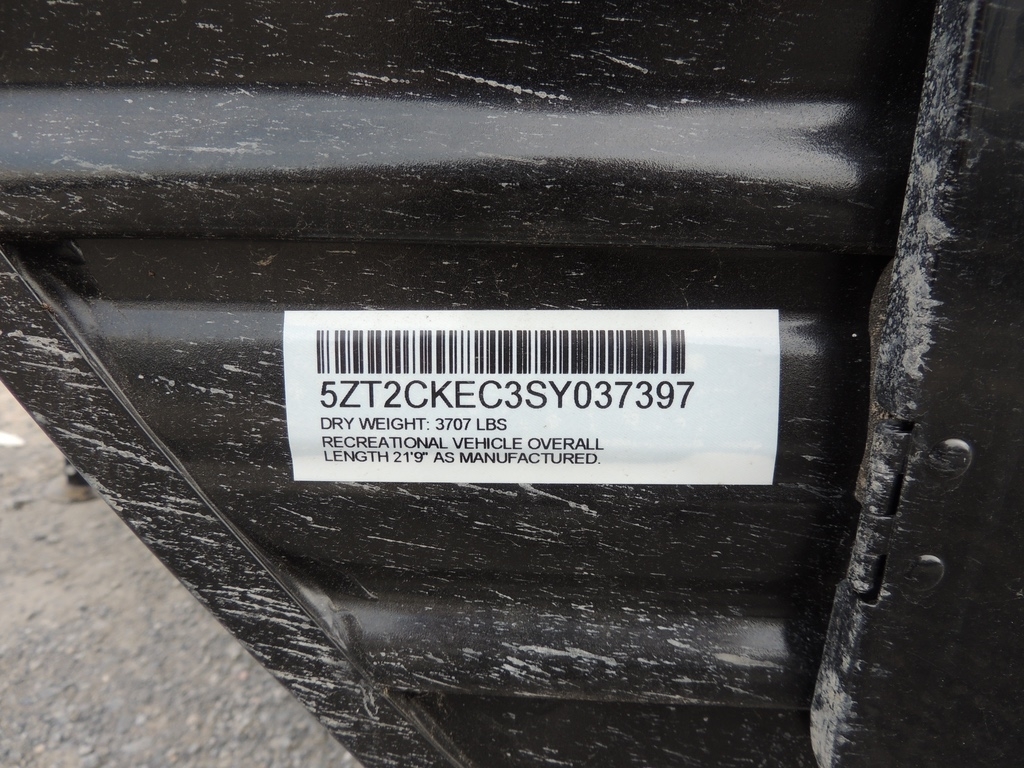 5ZT2CKEC3SY037397
DRY WEIGHT: 3707 LBS
RECREATIONAL VEHICLE OVERALL
LENGTH 21'9" AS MANUFACTURED.